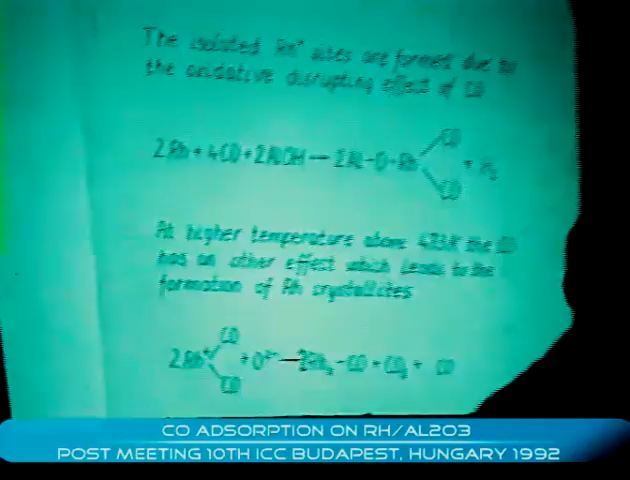 The isolated Rh⁺ sites are formed due to
the oxidative disrupting effect of CO
2Rh + 4CO + 2AlOH — 2Al-O-Rh CO CO + H₂
At higher temperature above 423K the CO
has an other effect which leads to the
formation of Rh crystallites
2Rh⁺ CO CO + O²⁻ — -CO + CO₂ + CO
CO ADSORPTION ON RH/AL2O3
POST MEETING 10TH ICC BUDAPEST, HUNGARY 1992